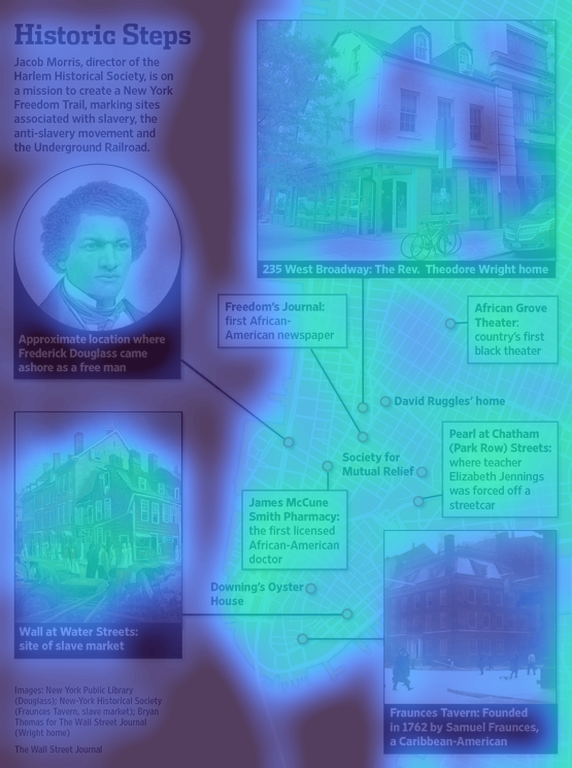 Historic Steps
Jacob Morris, director of the
Harlem Historical Society, is on
a mission to create a New York
Freedom Trail, marking sites
associated with slavery, the
anti-slavery movement and
the Underground Railroad.
235 West Broadway: The Rev. Theodore Wright home
Approximate location where
Frederick Douglass came
ashore as a free man
Freedom's Journal:
first African-
American newspaper
African Grove
Theater:
country's first
black theater
David Ruggles' home
Pearl at Chatham
(Park Row) Streets:
where teacher
Elizabeth Jennings
was forced off a
streetcar
Society for
Mutual Relief
James McCune
Smith Pharmacy:
the first licensed
African-American
doctor
Downing's Oyster
House
Wall at Water Streets:
site of slave market
Fraunces Tavern: Founded
in 1762 by Samuel Fraunces,
a Caribbean-American
Images: New York Public Library
(Douglass); New-York Historical Society
(Fraunces Tavern, slave market); Bryan
Thomas for The Wall Street Journal
(Wright home)
The Wall Street Journal